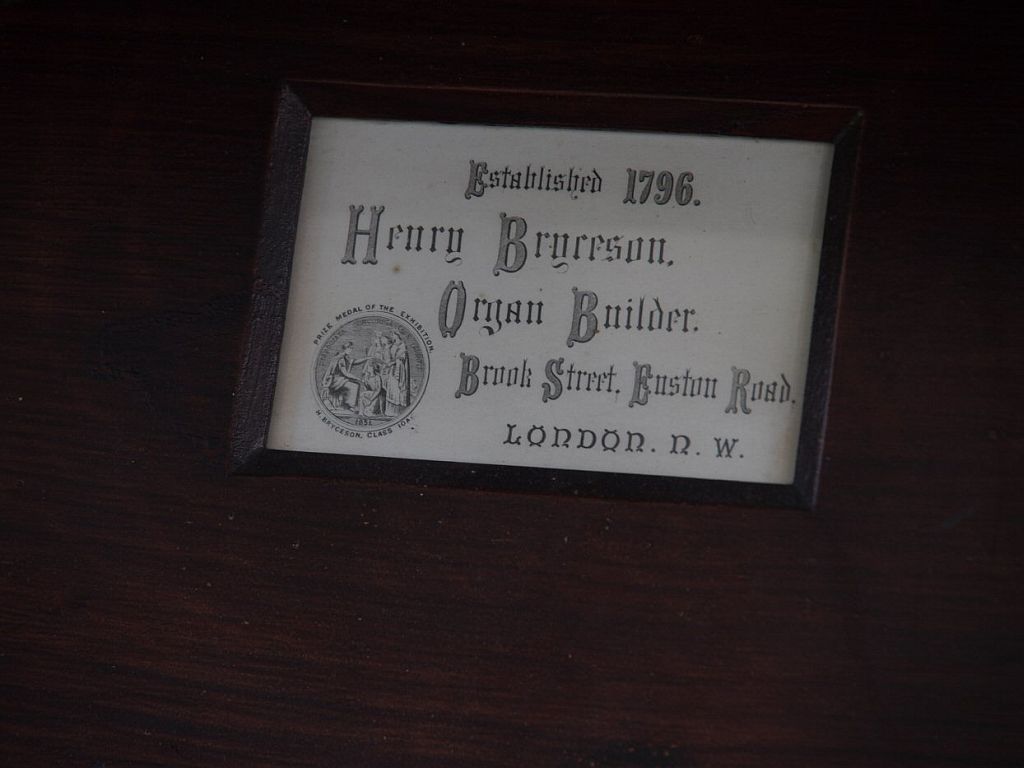 Established 1796.
Henry Bryceson.
Organ Builder.
Brook Street, Euston Road.
LONDON. N. W.
PRIZE MEDAL OF THE EXHIBITION.
1851
H. BRYCESON, CLASS 10A.